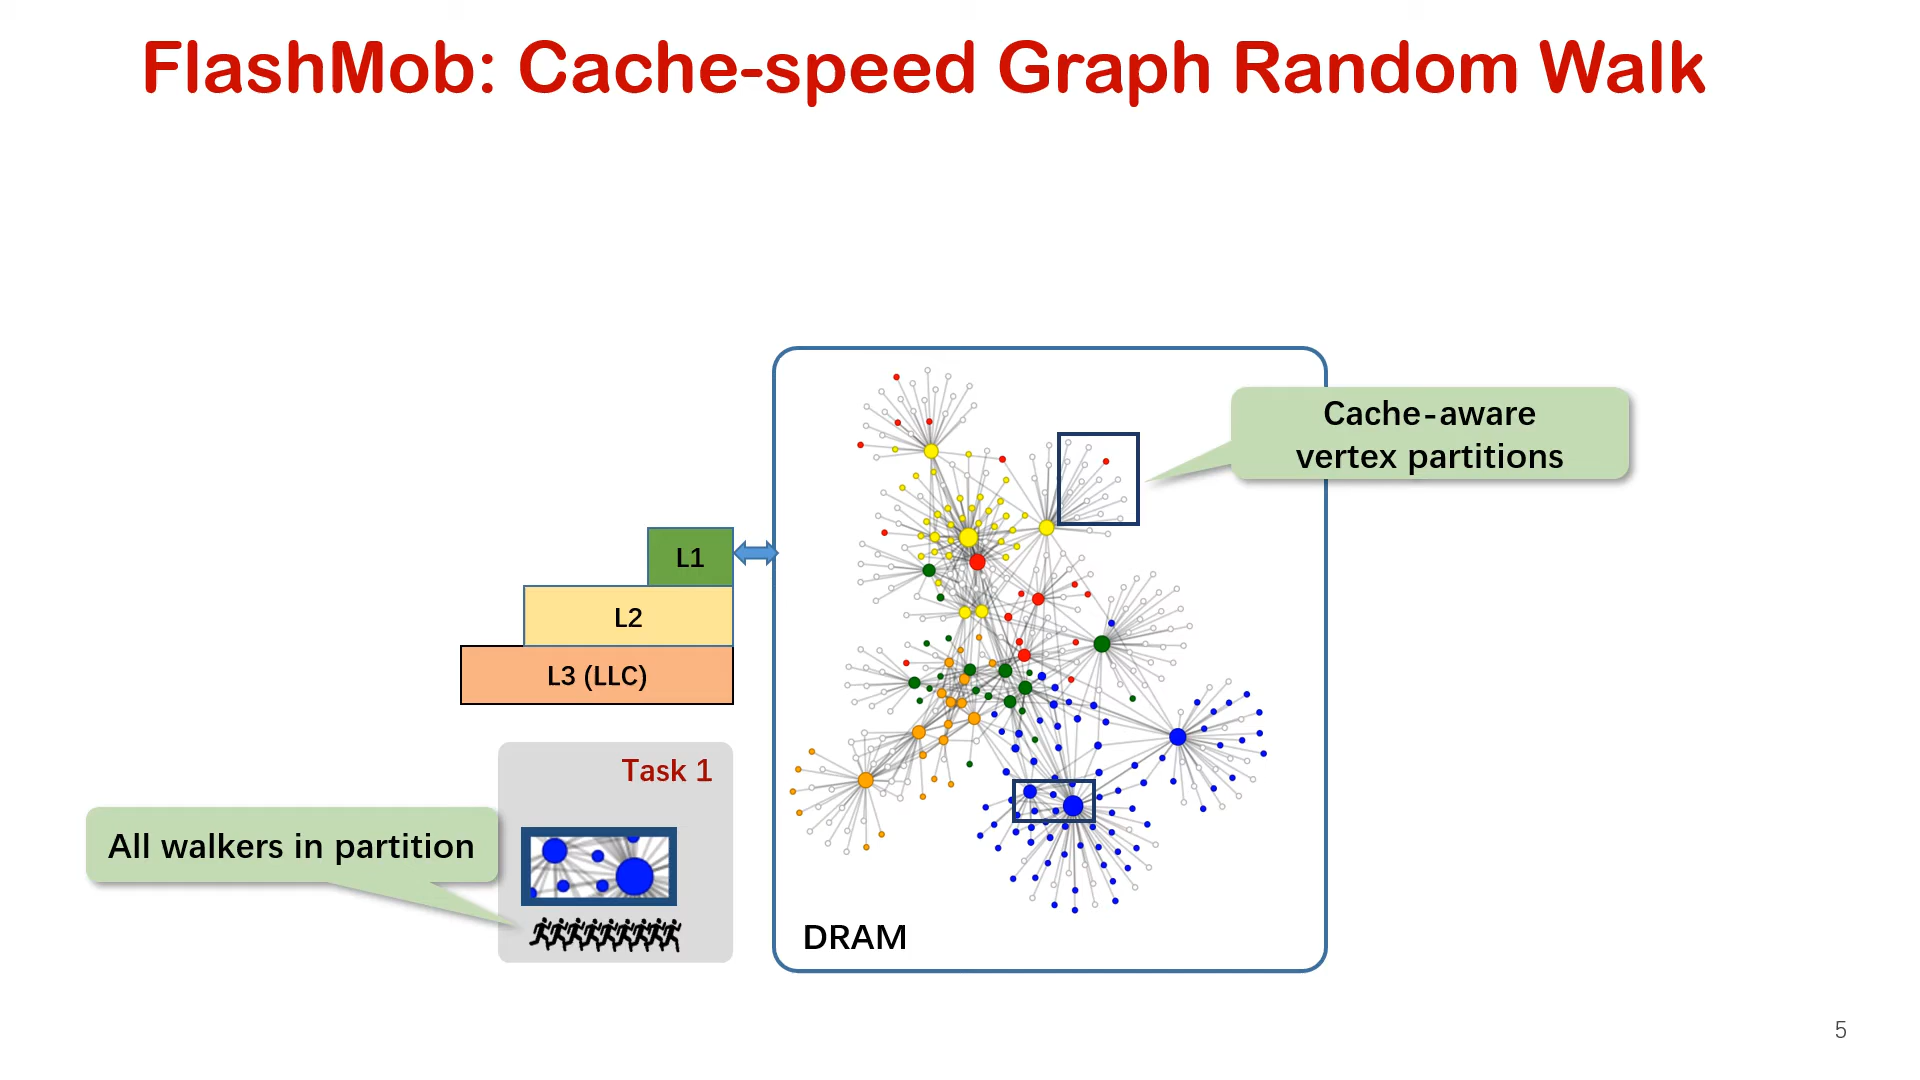 FlashMob: Cache-speed Graph Random Walk
Cache-aware
vertex partitions
L1
L2
L3 (LLC)
Task 1
All walkers in partition
DRAM
5